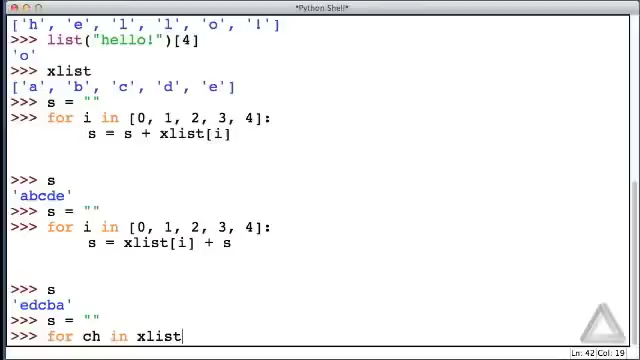 *Python Shell*
['h', 'e', 'l', 'l', 'o', '!']
>>> list("hello!")[4]
'o'
>>> xlist
['a', 'b', 'c', 'd', 'e']
>>> s = ""
>>> for i in [0, 1, 2, 3, 4]:
        s = s + xlist[i]
>>> s
'abcde'
>>> s = ""
>>> for i in [0, 1, 2, 3, 4]:
        s = xlist[i] + s
>>> s
'edcba'
>>> s = ""
>>> for ch in xlist
Ln: 42 Col: 19